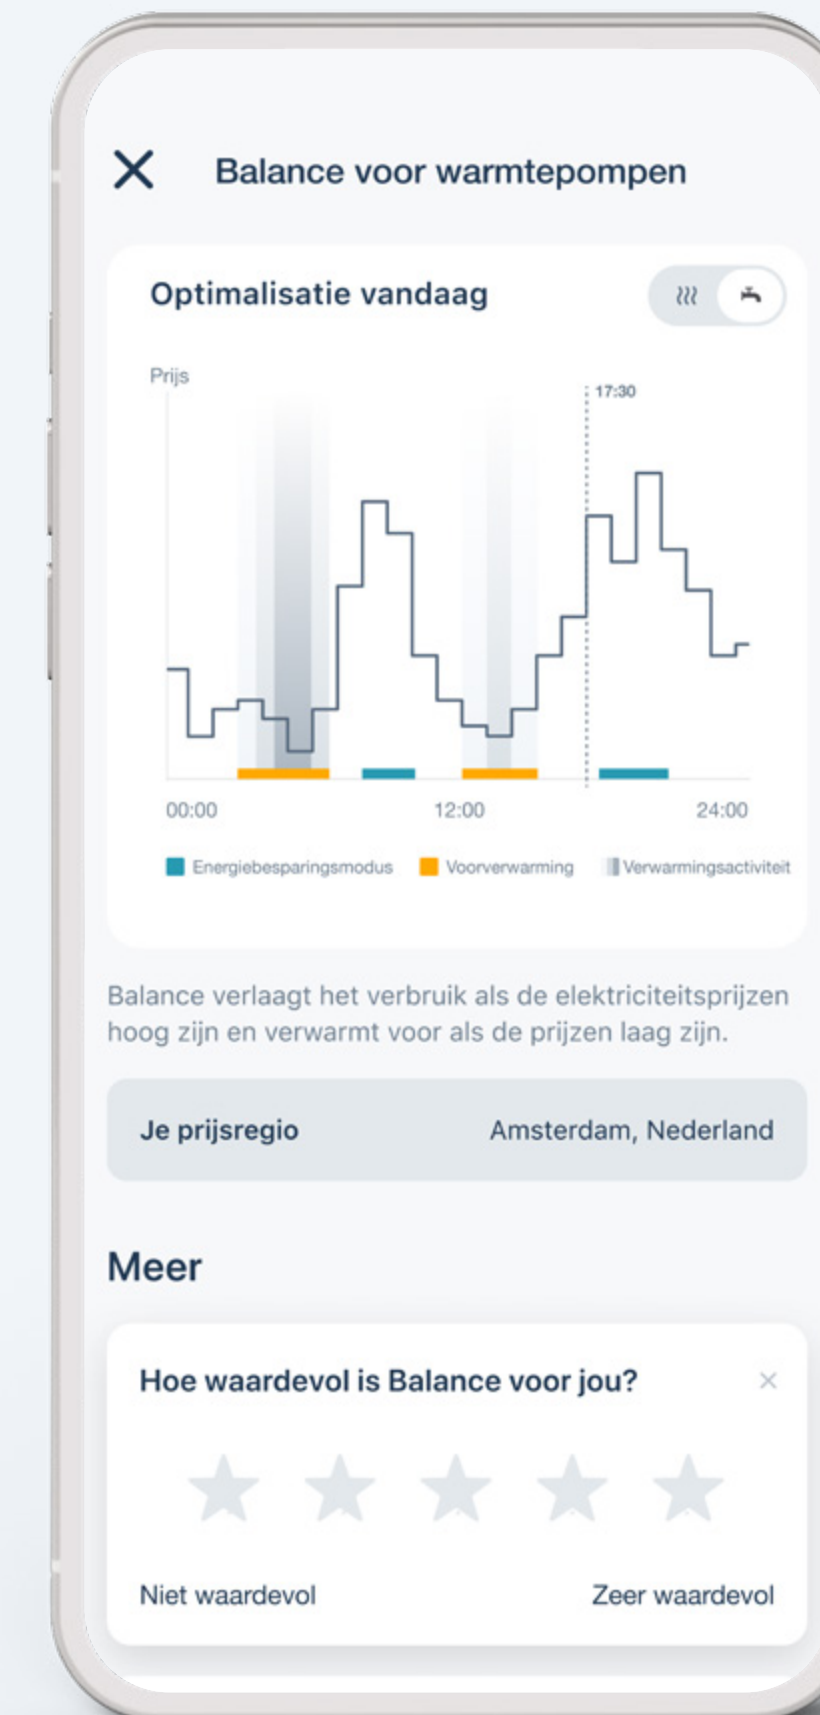 Balance voor warmtepompen
Optimalisatie vandaag
Prijs
17:30
00:00 12:00 24:00
Energiebesparingsmodus Voorverwarming Verwarmingsactiviteit
Balance verlaagt het verbruik als de elektriciteitsprijzen
hoog zijn en verwarmt voor als de prijzen laag zijn.
Je prijsregio Amsterdam, Nederland
Meer
Hoe waardevol is Balance voor jou?
Niet waardevol Zeer waardevol